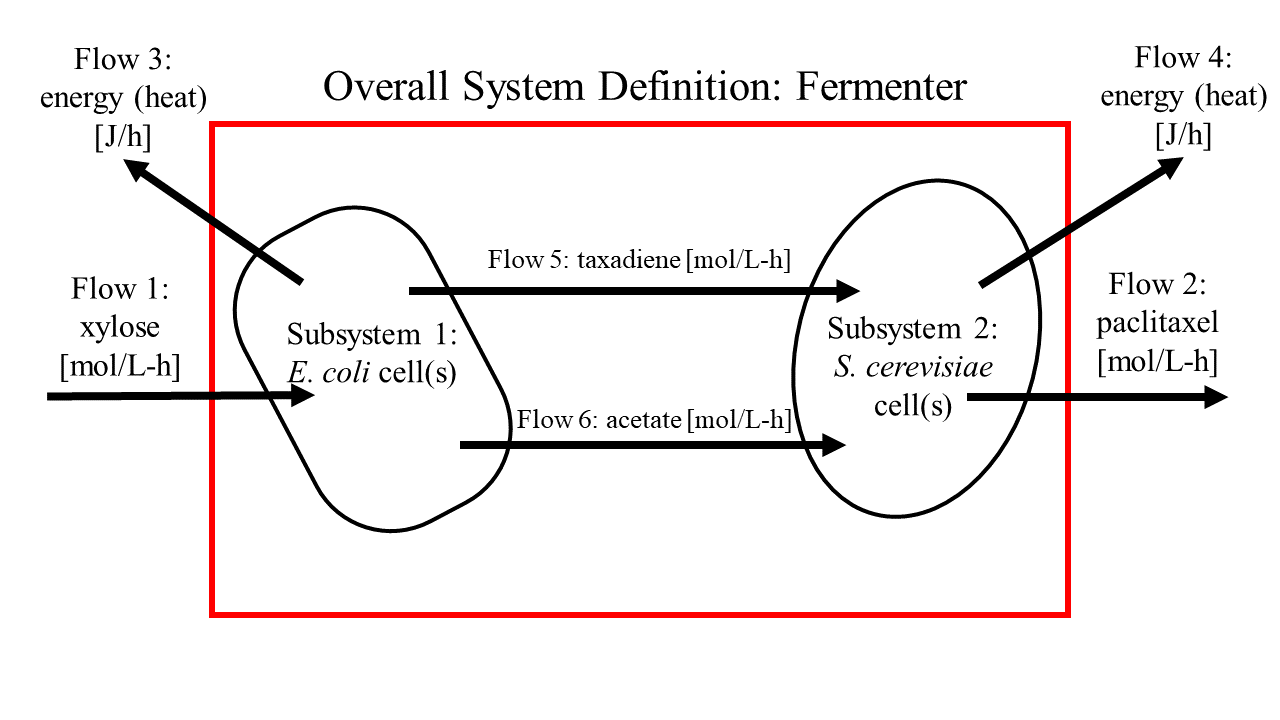 Overall System Definition: Fermenter
Flow 3:
energy (heat)
[J/h]
Flow 4:
energy (heat)
[J/h]
Flow 1:
xylose
[mol/L-h]
Subsystem 1:
E. coli cell(s)
Flow 5: taxadiene [mol/L-h]
Flow 6: acetate [mol/L-h]
Subsystem 2:
S. cerevisiae
cell(s)
Flow 2:
paclitaxel
[mol/L-h]